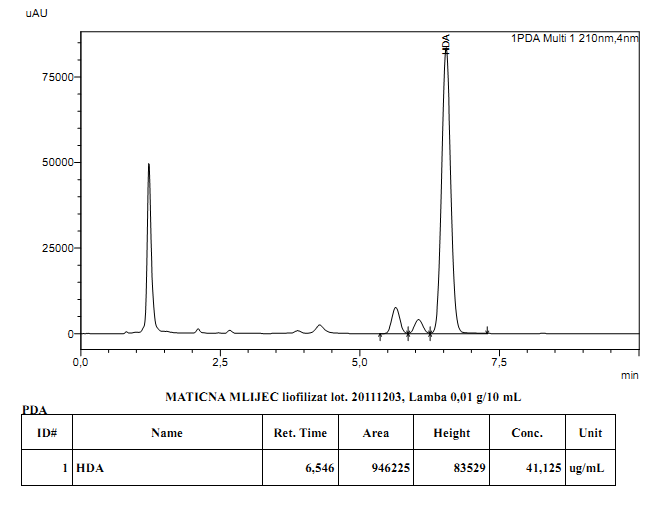 uAU
HDA
1PDA Multi 1 210nm,4nm
75000
50000
25000
0
0,0 2,5 5,0 7,5
min
MATICNA MLIJEC liofilizat lot. 20111203, Lamba 0,01 g/10 mL
PDA
ID# Name Ret. Time Area Height Conc. Unit
1 HDA 6,546 946225 83529 41,125 ug/mL